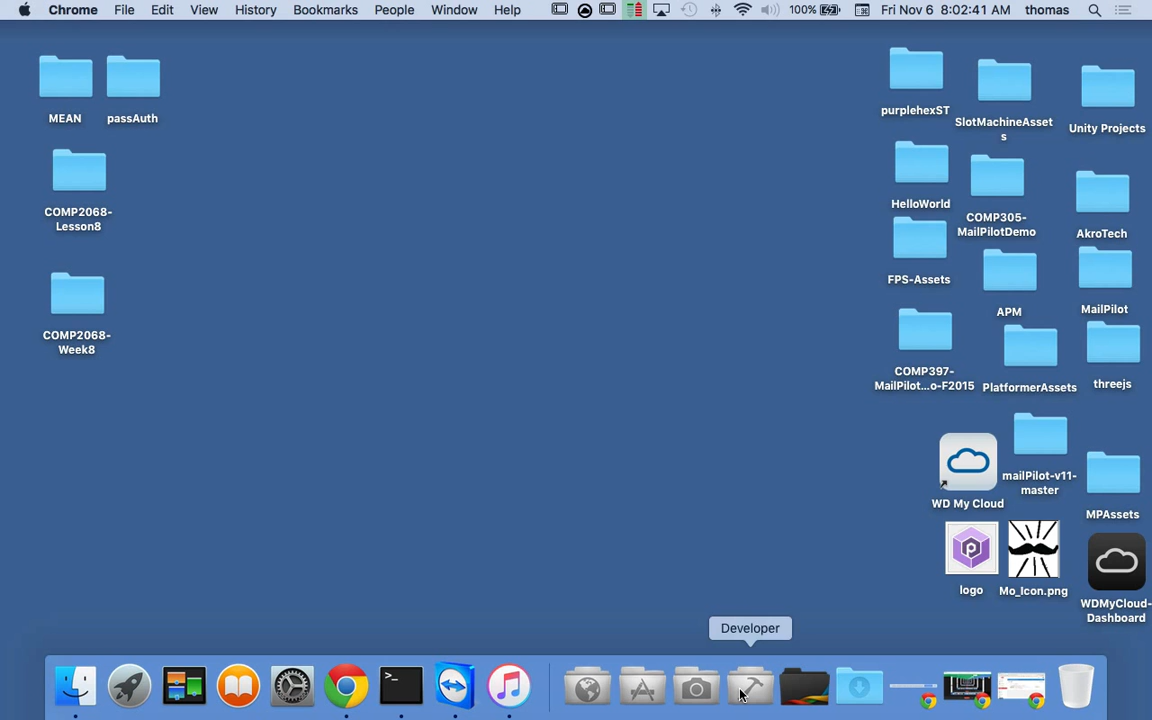 Chrome File Edit View History Bookmarks People Window Help 100% Fri Nov 6 8:02:41 AM thomas
MEAN
passAuth
COMP2068-
Lesson8
COMP2068-
Week8
purplehexST
SlotMachineAsset
s
Unity Projects
HelloWorld
COMP305-
MailPilotDemo
AkroTech
FPS-Assets
APM
MailPilot
COMP397-
MailPilot...o-F2015
PlatformerAssets
threejs
WD My Cloud
mailPilot-v11-
master
MPAssets
logo
Mo_Icon.png
WDMyCloud-
Dashboard
Developer